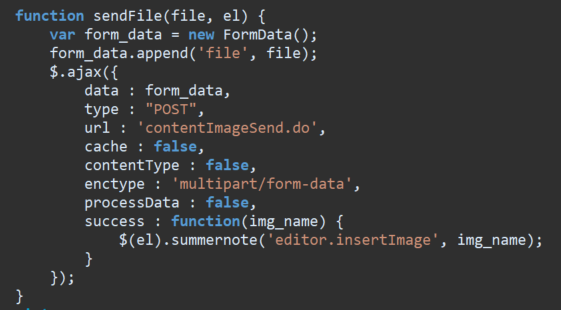 function sendFile(file, el) {
    var form_data = new FormData();
    form_data.append('file', file);
    $.ajax({
        data : form_data,
        type : "POST",
        url : 'contentImageSend.do',
        cache : false,
        contentType : false,
        enctype : 'multipart/form-data',
        processData : false,
        success : function(img_name) {
            $(el).summernote('editor.insertImage', img_name);
        }
    });
}